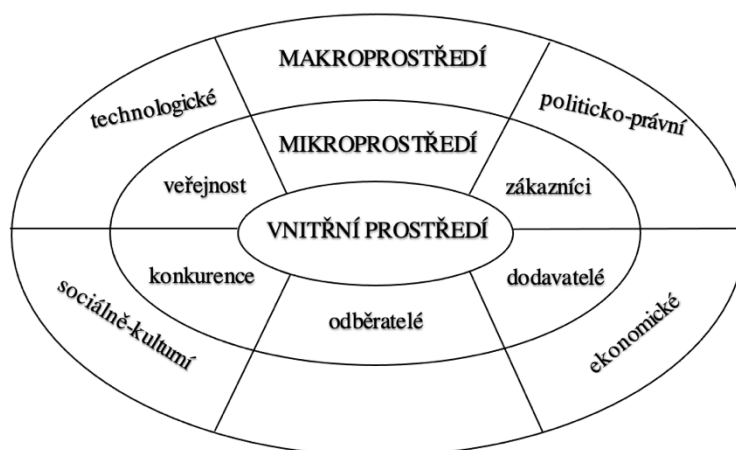 MAKROPROSTŘEDÍ
technologické
politicko-právní
MIKROPROSTŘEDÍ
veřejnost
zákazníci
VNITŘNÍ PROSTŘEDÍ
konkurence
dodavatelé
sociálně-kulturní
odběratelé
ekonomické